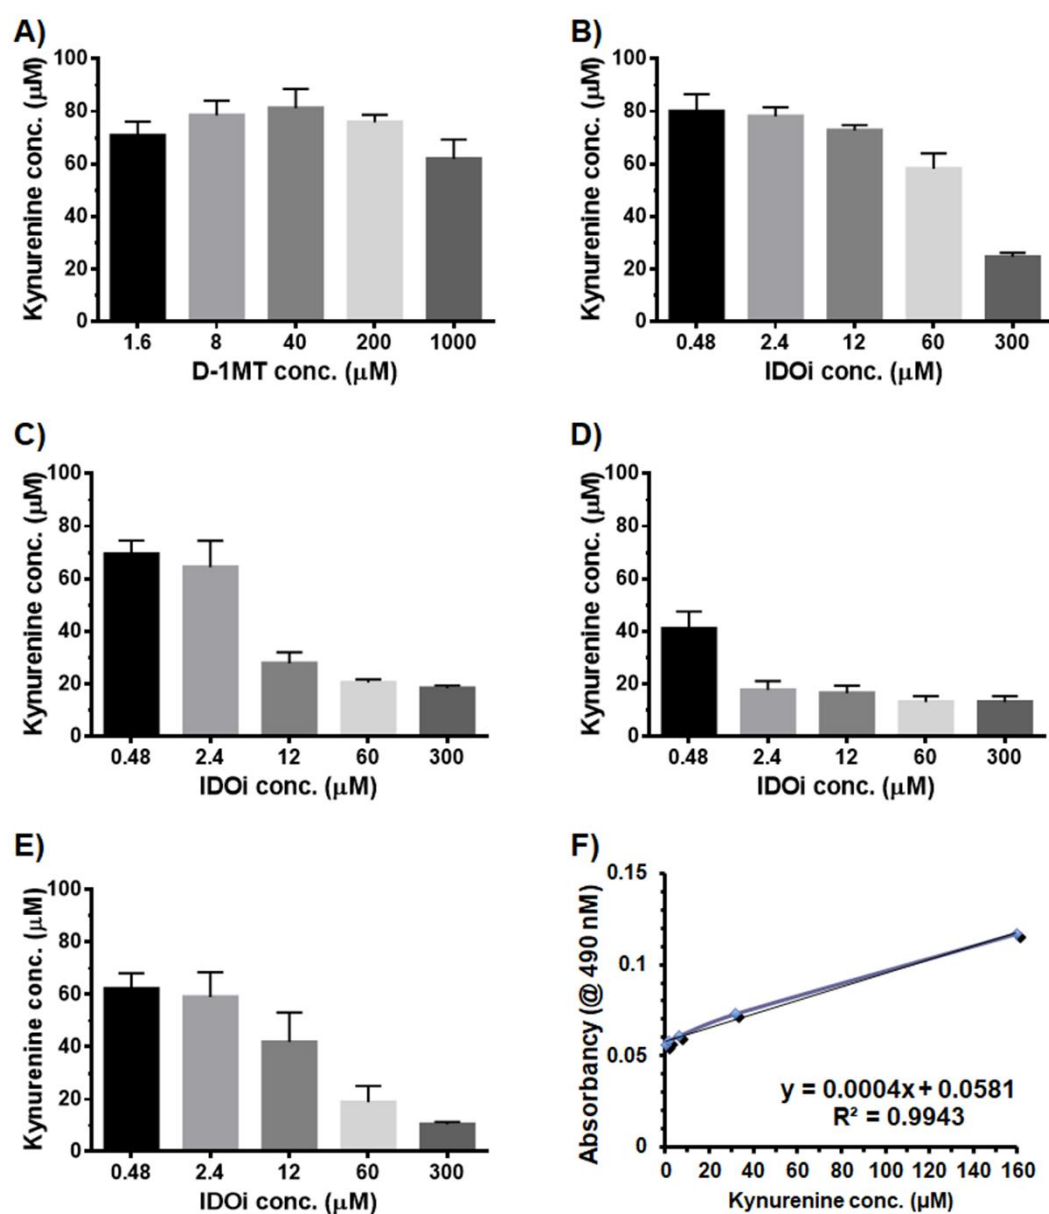 A)
Kynurenine conc. (μM)
100
80
60
40
20
0
1.6 8 40 200 1000
D-1MT conc. (μM)
B)
Kynurenine conc. (μM)
100
80
60
40
20
0
0.48 2.4 12 60 300
IDOi conc. (μM)
C)
Kynurenine conc. (μM)
100
80
60
40
20
0
0.48 2.4 12 60 300
IDOi conc. (μM)
D)
Kynurenine conc. (μM)
100
80
60
40
20
0
0.48 2.4 12 60 300
IDOi conc. (μM)
E)
Kynurenine conc. (μM)
100
80
60
40
20
0
0.48 2.4 12 60 300
IDOi conc. (μM)
F)
Absorbancy (@ 490 nM)
0.15
0.1
0.05
0
y = 0.0004x + 0.0581
R² = 0.9943
0 20 40 60 80 100 120 140 160
Kynurenine conc. (μM)